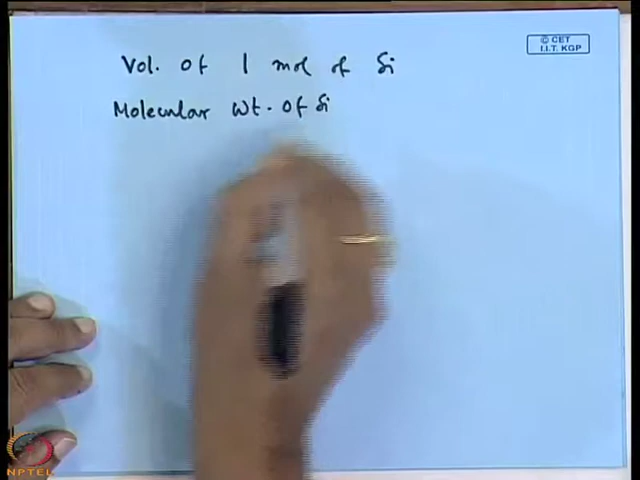 © CET
I.I.T. KGP
Vol. of 1 mol of Si
Molecular Wt. of Si
NPTEL